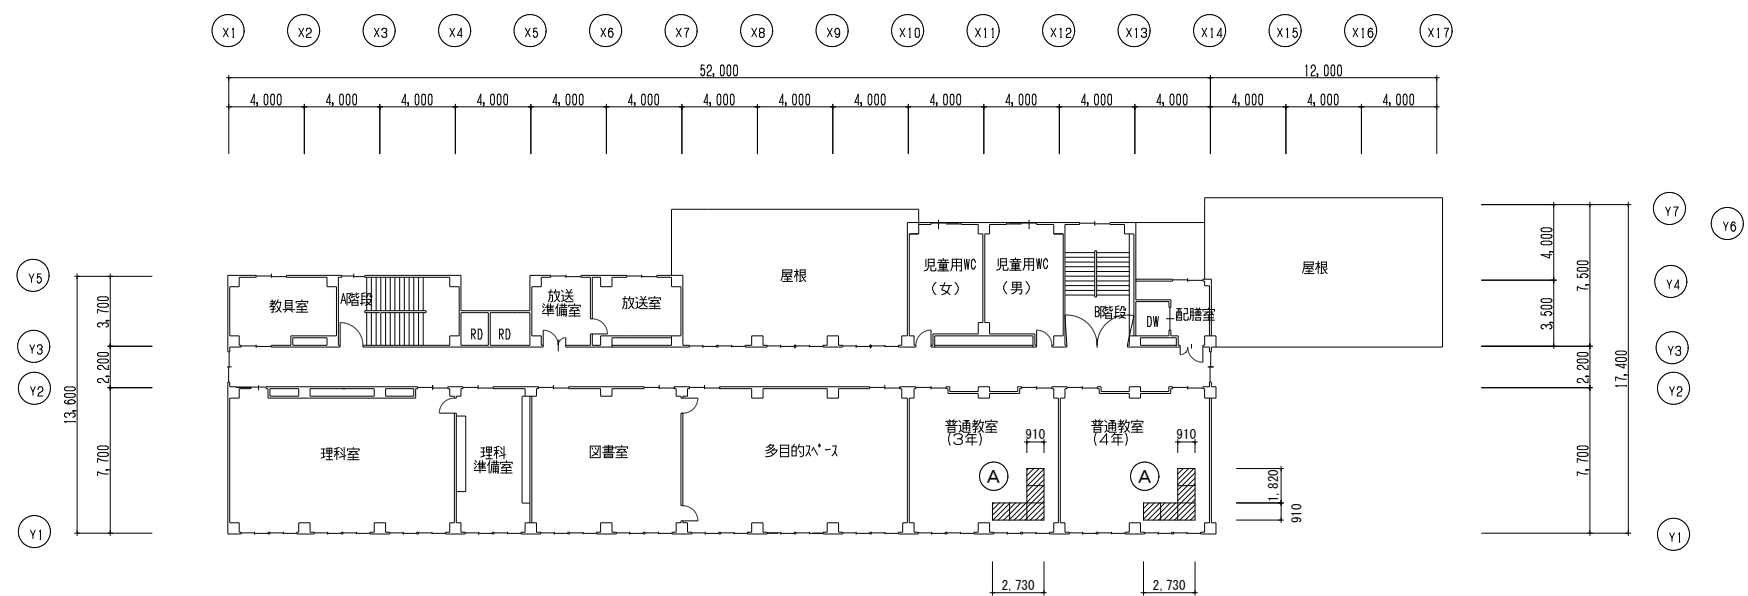 X1 X2 X3 X4 X5 X6 X7 X8 X9 X10 X11 X12 X13 X14 X15 X16 X17
52,000 12,000
4,000 4,000 4,000 4,000 4,000 4,000 4,000 4,000 4,000 4,000 4,000 4,000 4,000 4,000 4,000 4,000
Y7
Y6
Y5
Y4
屋根
屋根
児童用WC
(女)
児童用WC
(男)
教具室
A階段
放送
準備室
放送室
B階段
配膳室
DW
RD RD
3,700
4,000
3,500
7,500
Y3
Y3
2,200
2,200
17,400
Y2
Y2
13,600
7,700
7,700
理科室
理科
準備室
図書室
多目的スペース
普通教室
(3年)
910
普通教室
(4年)
910
A
A
1,820
910
Y1
Y1
2,730
2,730